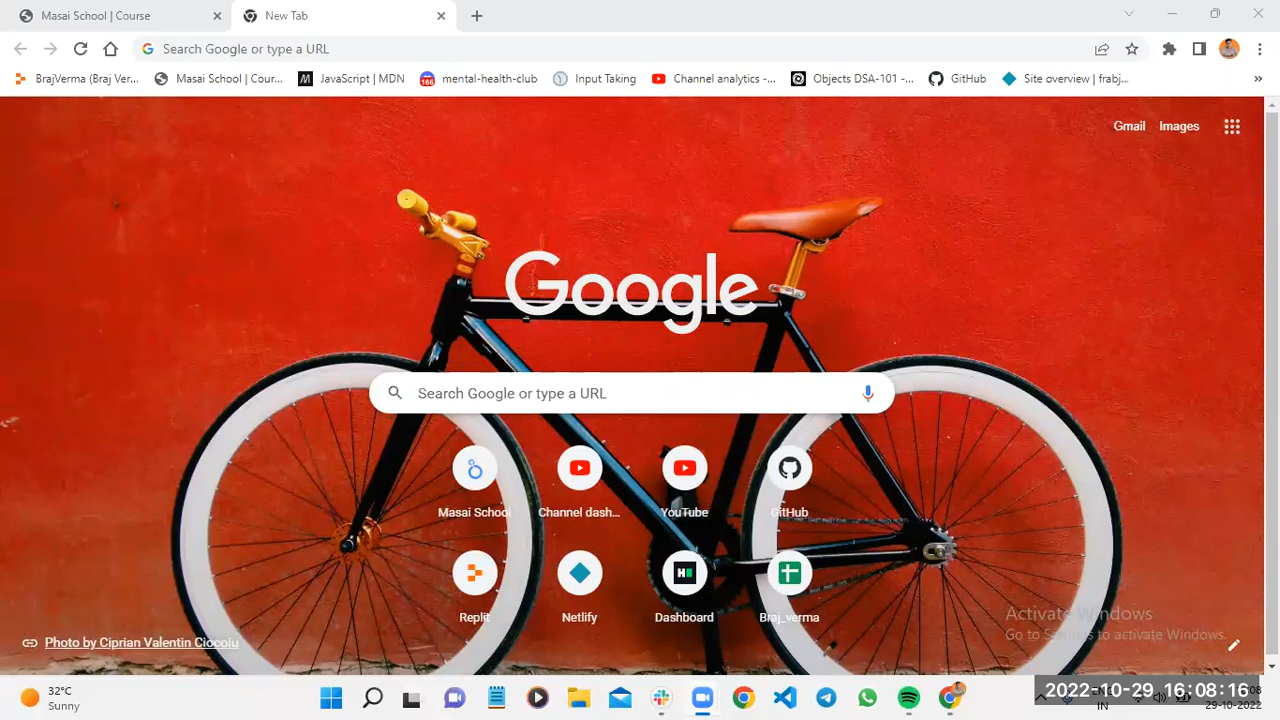 Masai School | Course
New Tab
Search Google or type a URL
BrajVerma (Braj Ver...
Masai School | Cour...
JavaScript | MDN
166
mental-health-club
Input Taking
Channel analytics -...
Objects DSA-101 -...
GitHub
Site overview | frabj...
»
Gmail
Images
Google
Search Google or type a URL
Masai School
Channel dash...
YouTube
GitHub
Replit
Netlify
Dashboard
Braj_verma
Activate Windows
Go to Settings to activate Windows.
Photo by Ciprian Valentin Ciocoiu
32°C
Sunny
2022-10-29 16:08:16
IN
29-10-2022